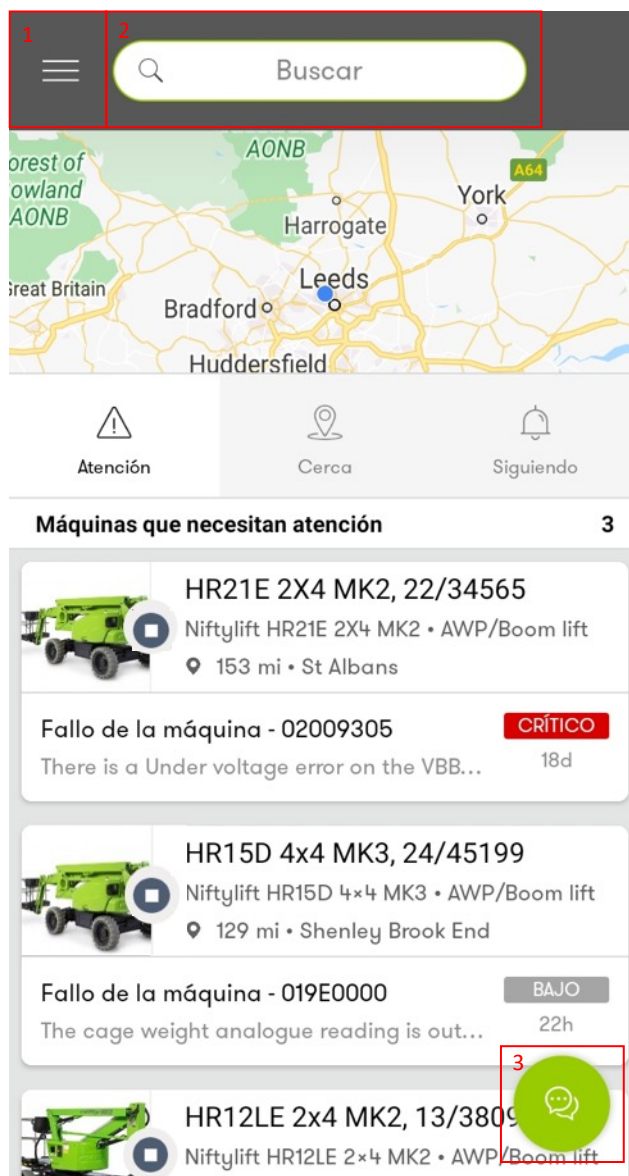 1
2
Buscar
orest of
owland
AONB
AONB
A64
York
Harrogate
Great Britain
Leeds
Bradford
Huddersfield
Atención
Cerca
Siguiendo
Máquinas que necesitan atención 3
HR21E 2X4 MK2, 22/34565
Niftylift HR21E 2X4 MK2 • AWP/Boom lift
153 mi • St Albans
Fallo de la máquina - 02009305 CRÍTICO
There is a Under voltage error on the VBB... 18d
HR15D 4x4 MK3, 24/45199
Niftylift HR15D 4×4 MK3 • AWP/Boom lift
129 mi • Shenley Brook End
Fallo de la máquina - 019E0000 BAJO
The cage weight analogue reading is out... 22h
3
HR12LE 2x4 MK2, 13/3809
Niftylift HR12LE 2×4 MK2 • AWP/Boom lift